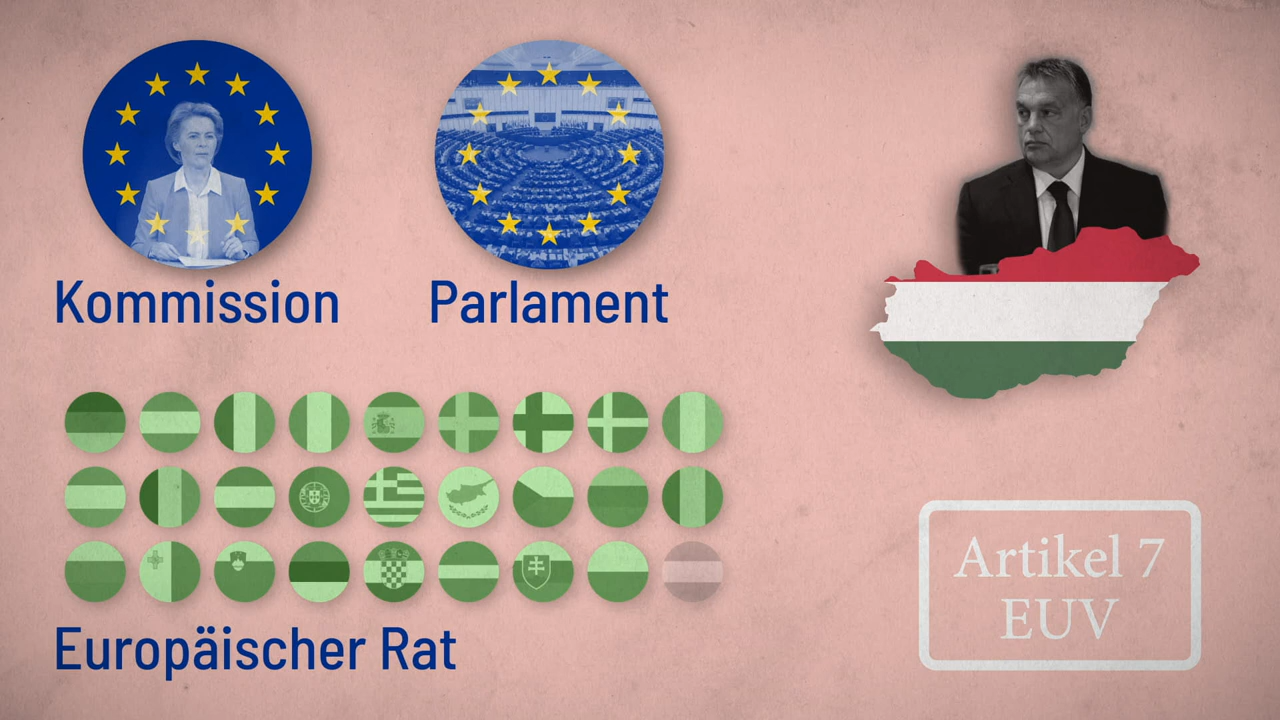 Kommission
Parlament
Europäischer Rat
Artikel 7
EUV